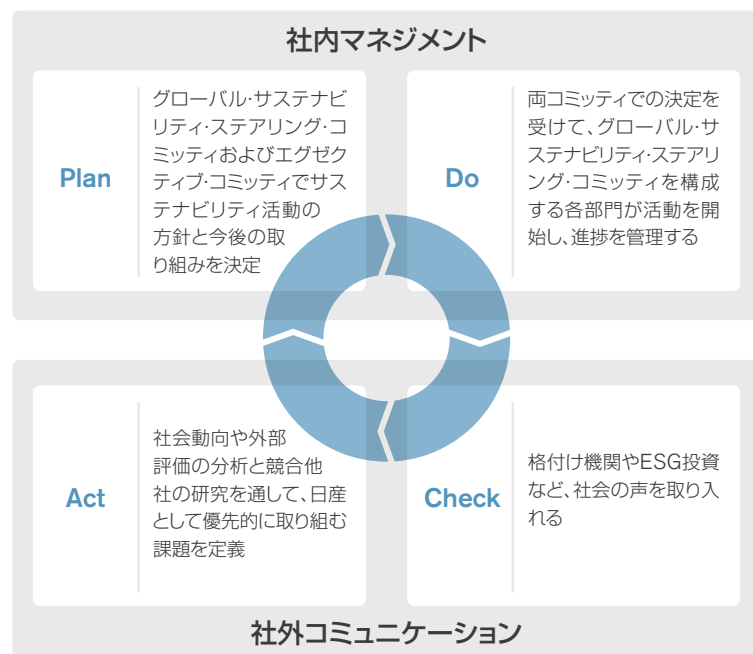 社内マネジメント
Plan
グローバル・サステナビ
リティ・ステアリング・コ
ミッティおよびエグゼク
ティブ・コミッティでサス
テナビリティ活動の
方針と今後の取
り組みを決定
Do
両コミッティでの決定を
受けて、グローバル・サ
ステナビリティ・ステアリ
ング・コミッティを構成
する各部門が活動を開
始し、進捗を管理する
Act
社会動向や外部
評価の分析と競合他
社の研究を通して、日産
として優先的に取り組む
課題を定義
Check
格付け機関やESG投資
など、社会の声を取り入
れる
社外コミュニケーション